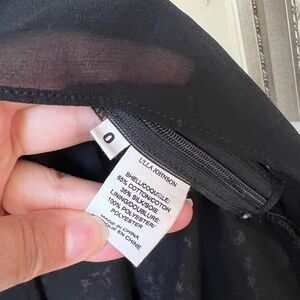 0
ULLA JOHNSON
SHELL/COQUILLE:
65% COTTON/COTON
35% SILK/SOIE
LINING/DOUBLURE:
100% POLYESTER/
POLYESTER
MADE IN CHINA
FABRIQUÉ EN CHINE